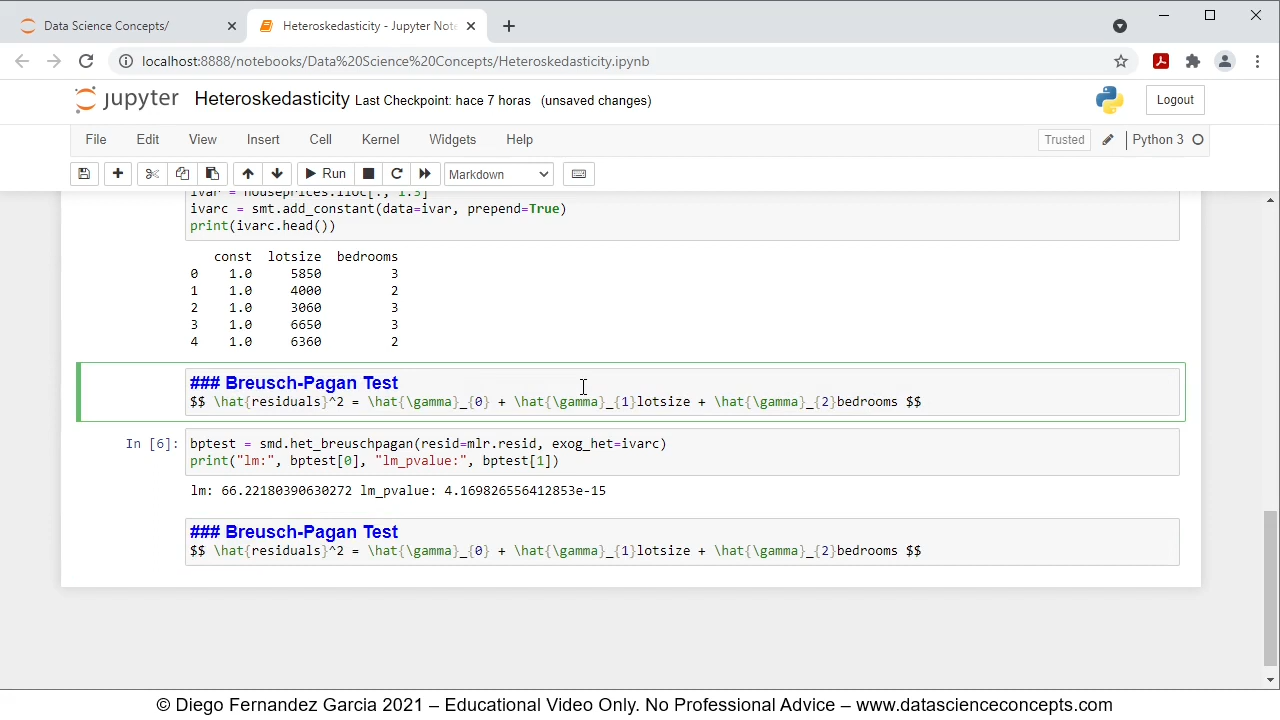 Data Science Concepts/
Heteroskedasticity - Jupyter Note
localhost:8888/notebooks/Data%20Science%20Concepts/Heteroskedasticity.ipynb
jupyter Heteroskedasticity Last Checkpoint: hace 7 horas (unsaved changes)
Logout
File Edit View Insert Cell Kernel Widgets Help
Trusted
Python 3
Run
Markdown
ivar = houseprices.iloc[:, 1:3]
ivarc = smt.add_constant(data=ivar, prepend=True)
print(ivarc.head())
const lotsize bedrooms
0 1.0 5850 3
1 1.0 4000 2
2 1.0 3060 3
3 1.0 6650 3
4 1.0 6360 2
### Breusch-Pagan Test
$$ \hat{residuals}^2 = \hat{\gamma}_{0} + \hat{\gamma}_{1}lotsize + \hat{\gamma}_{2}bedrooms $$
In [6]: bptest = smd.het_breuschpagan(resid=mlr.resid, exog_het=ivarc)
print("lm:", bptest[0], "lm_pvalue:", bptest[1])
lm: 66.22180390630272 lm_pvalue: 4.169826556412853e-15
### Breusch-Pagan Test
$$ \hat{residuals}^2 = \hat{\gamma}_{0} + \hat{\gamma}_{1}lotsize + \hat{\gamma}_{2}bedrooms $$
© Diego Fernandez Garcia 2021 – Educational Video Only. No Professional Advice – www.datascienceconcepts.com